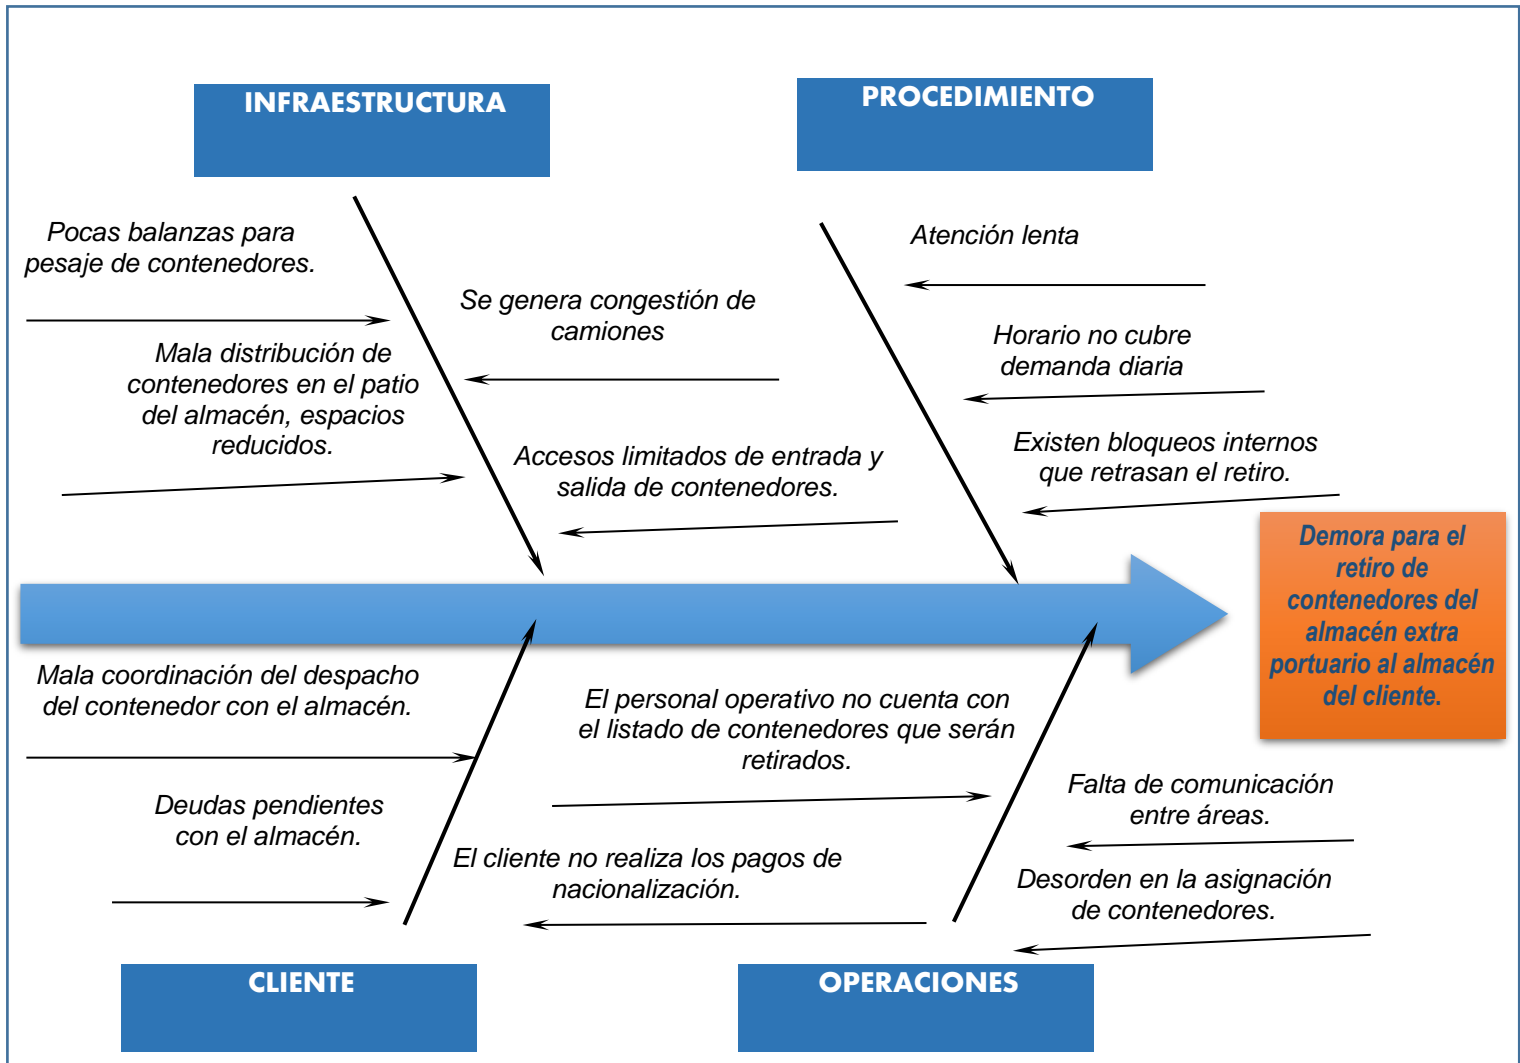 INFRAESTRUCTURA
PROCEDIMIENTO
Pocas balanzas para
pesaje de contenedores.
Mala distribución de
contenedores en el patio
del almacén, espacios
reducidos.
Se genera congestión de
camiones
Accesos limitados de entrada y
salida de contenedores.
Atención lenta
Horario no cubre
demanda diaria
Existen bloqueos internos
que retrasan el retiro.
Demora para el
retiro de
contenedores del
almacén extra
portuario al almacén
del cliente.
Mala coordinación del despacho
del contenedor con el almacén.
Deudas pendientes
con el almacén.
El cliente no realiza los pagos de
nacionalización.
El personal operativo no cuenta con
el listado de contenedores que serán
retirados.
Falta de comunicación
entre áreas.
Desorden en la asignación
de contenedores.
CLIENTE
OPERACIONES